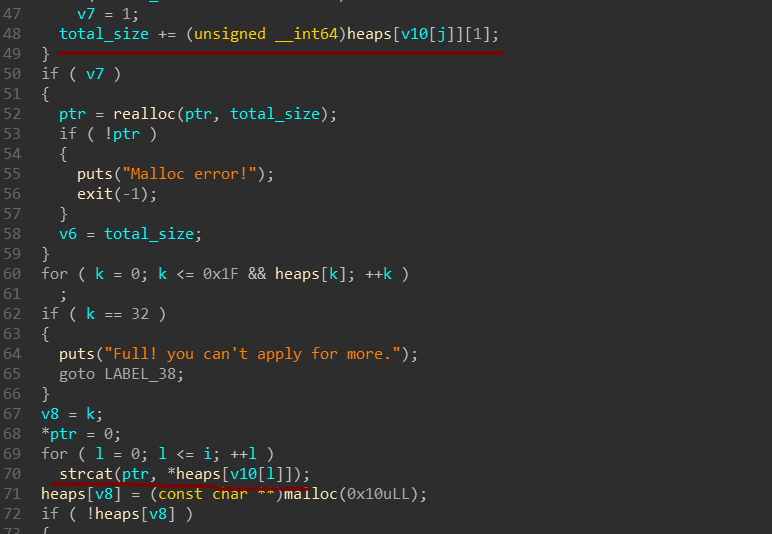 47 v7 = 1;
48 total_size += (unsigned __int64)heaps[v10[j]][1];
49 }
50 if ( v7 )
51 {
52 ptr = realloc(ptr, total_size);
53 if ( !ptr )
54 {
55 puts("Malloc error!");
56 exit(-1);
57 }
58 v6 = total_size;
59 }
60 for ( k = 0; k <= 0x1F && heaps[k]; ++k )
61 ;
62 if ( k == 32 )
63 {
64 puts("Full! you can't apply for more.");
65 goto LABEL_38;
66 }
67 v8 = k;
68 *ptr = 0;
69 for ( l = 0; l <= i; ++l )
70 strcat(ptr, *heaps[v10[l]]);
71 heaps[v8] = (const char **)malloc(0x10uLL);
72 if ( !heaps[v8] )
73 {